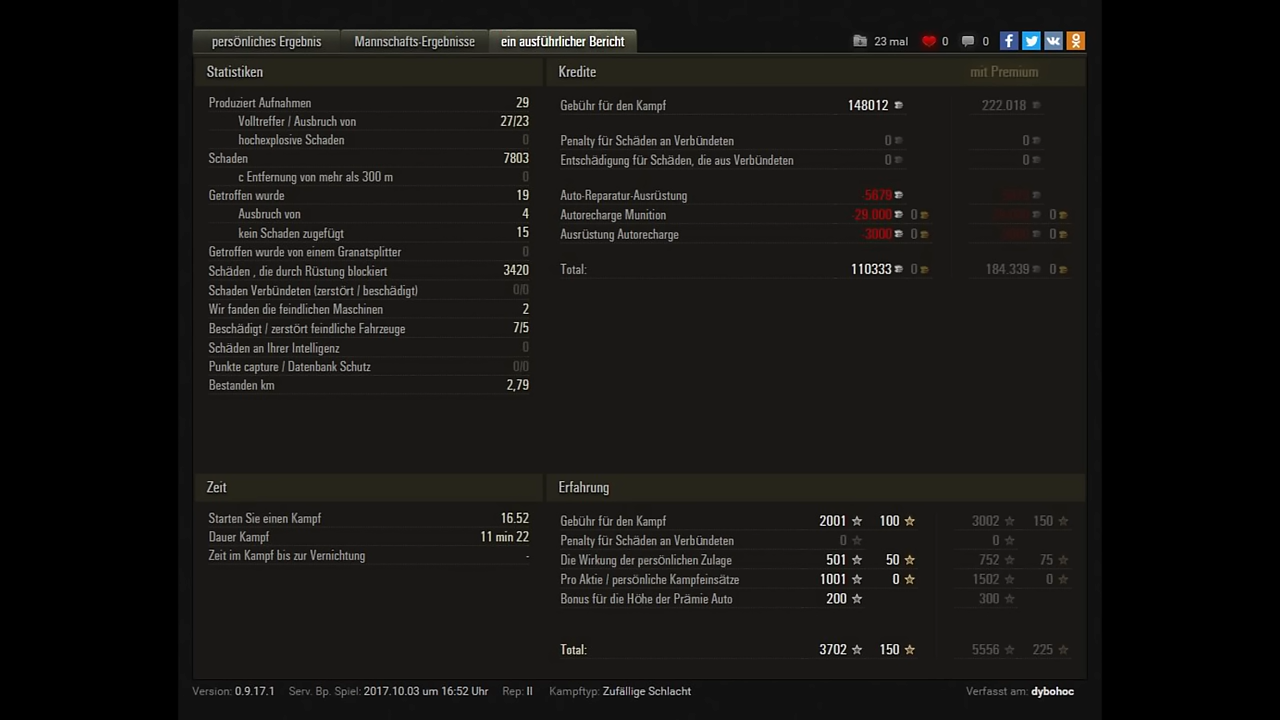 persönliches Ergebnis Mannschafts-Ergebnisse ein ausführlicher Bericht 23 mal 0 0
Statistiken
Produziert Aufnahmen 29
Volltreffer / Ausbruch von 27/23
hochexplosive Schaden 0
Schaden 7803
c Entfernung von mehr als 300 m 0
Getroffen wurde 19
Ausbruch von 4
kein Schaden zugefügt 15
Getroffen wurde von einem Granatsplitter 0
Schäden , die durch Rüstung blockiert 3420
Schaden Verbündeten (zerstört / beschädigt) 0/0
Wir fanden die feindlichen Maschinen 2
Beschädigt / zerstört feindliche Fahrzeuge 7/5
Schäden an Ihrer Intelligenz 0
Punkte capture / Datenbank Schutz 0/0
Bestanden km 2,79
Kredite mit Premium
Gebühr für den Kampf 148012 222.018
Penalty für Schäden an Verbündeten 0 0
Entschädigung für Schäden, die aus Verbündeten 0 0
Auto-Reparatur-Ausrüstung -5679
Autorecharge Munition -29.000 0 0
Ausrüstung Autorecharge -3000 0 0
Total: 110333 0 184.339 0
Zeit
Starten Sie einen Kampf 16.52
Dauer Kampf 11 min 22
Zeit im Kampf bis zur Vernichtung -
Erfahrung
Gebühr für den Kampf 2001 100 3002 150
Penalty für Schäden an Verbündeten 0 0
Die Wirkung der persönlichen Zulage 501 50 752 75
Pro Aktie / persönliche Kampfeinsätze 1001 0 1502 0
Bonus für die Höhe der Prämie Auto 200 300
Total: 3702 150 5556 225
Version: 0.9.17.1 Serv. Bp. Spiel: 2017.10.03 um 16:52 Uhr Rep: II Kampftyp: Zufällige Schlacht Verfasst am: dybohoc